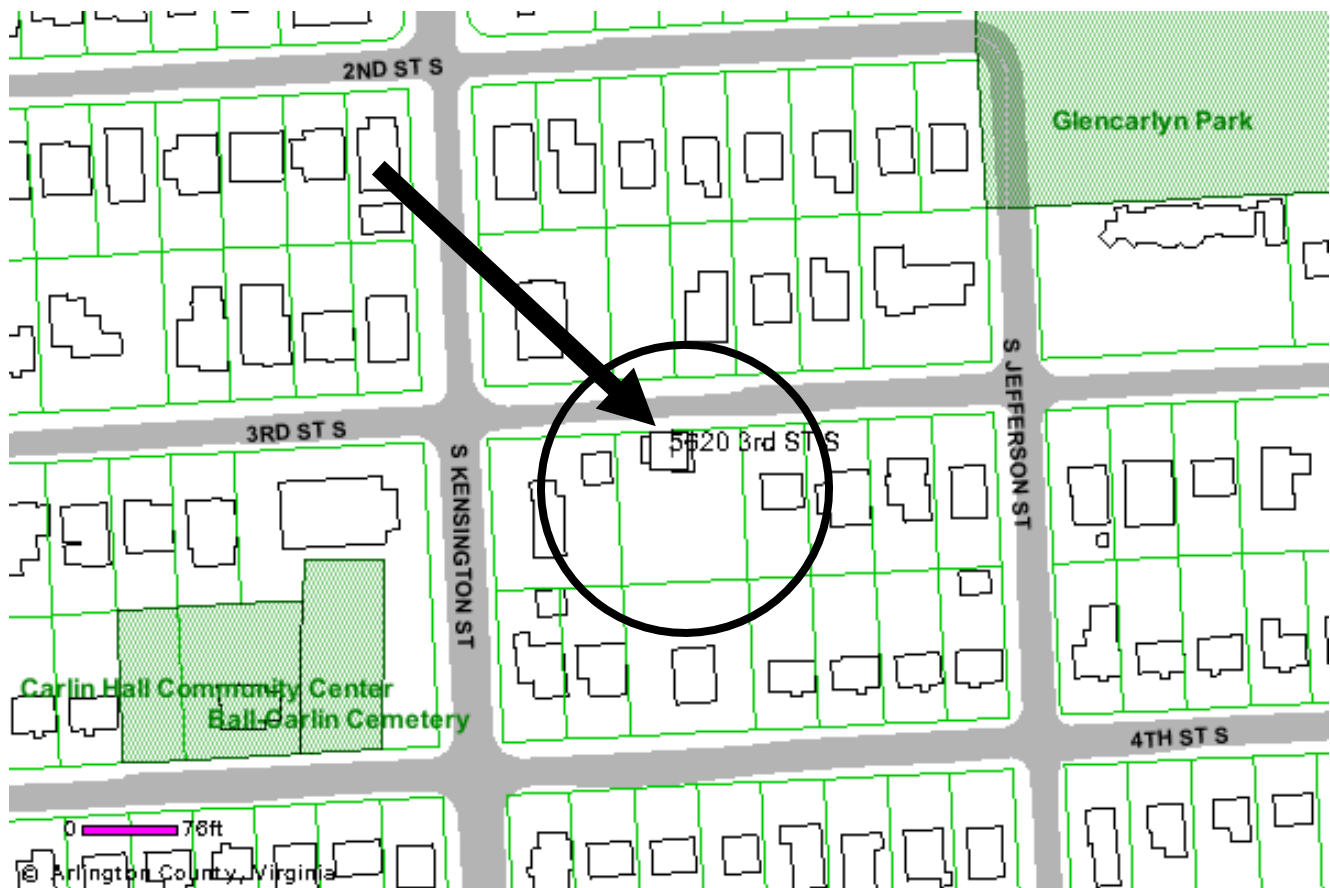 2ND ST S
Glencarlyn Park
S JEFFERSON ST
3RD ST S
5620 3rd ST S
S KENSINGTON ST
Carlin Hall Community Center
Ball-Carlin Cemetery
4TH ST S
0 76ft
© Arlington County, Virginia